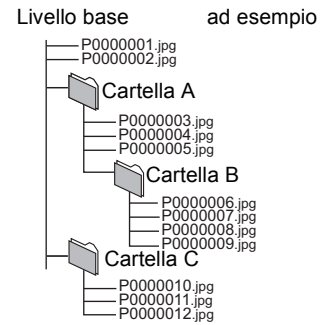 Livello base ad esempio
P0000001.jpg
P0000002.jpg
Cartella A
P0000003.jpg
P0000004.jpg
P0000005.jpg
Cartella B
P0000006.jpg
P0000007.jpg
P0000008.jpg
P0000009.jpg
Cartella C
P0000010.jpg
P0000011.jpg
P0000012.jpg